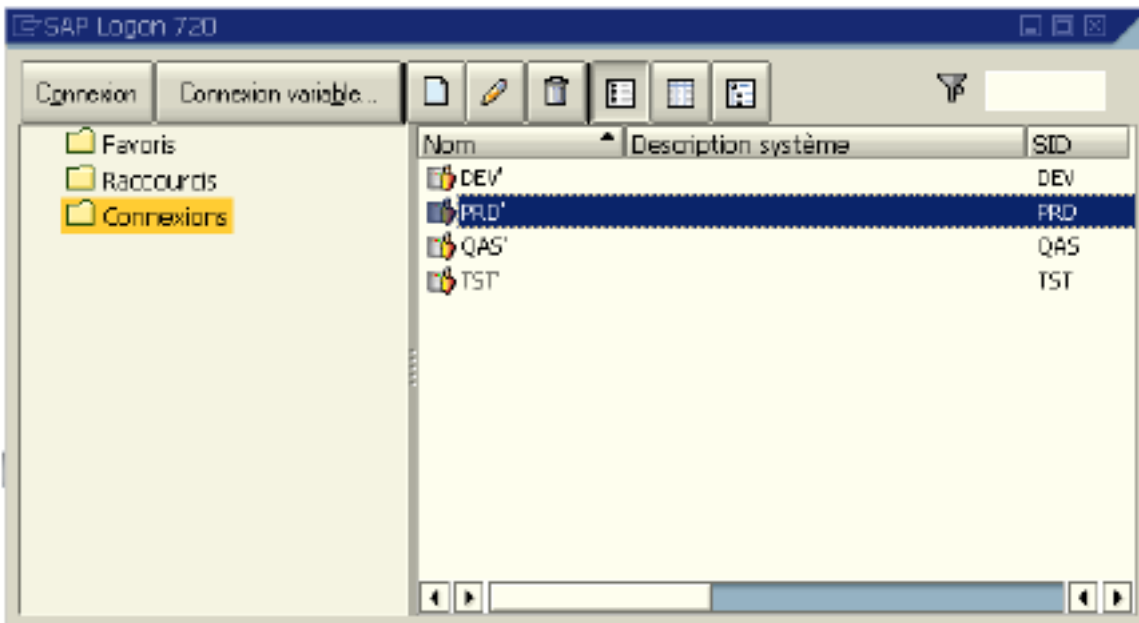 SAP Logon 720
Connexion Connexion variable...
Favoris
Raccourcis
Connexions
Nom Description système SID
DEV' DEV
PRD' PRD
QAS' QAS
TST' TST